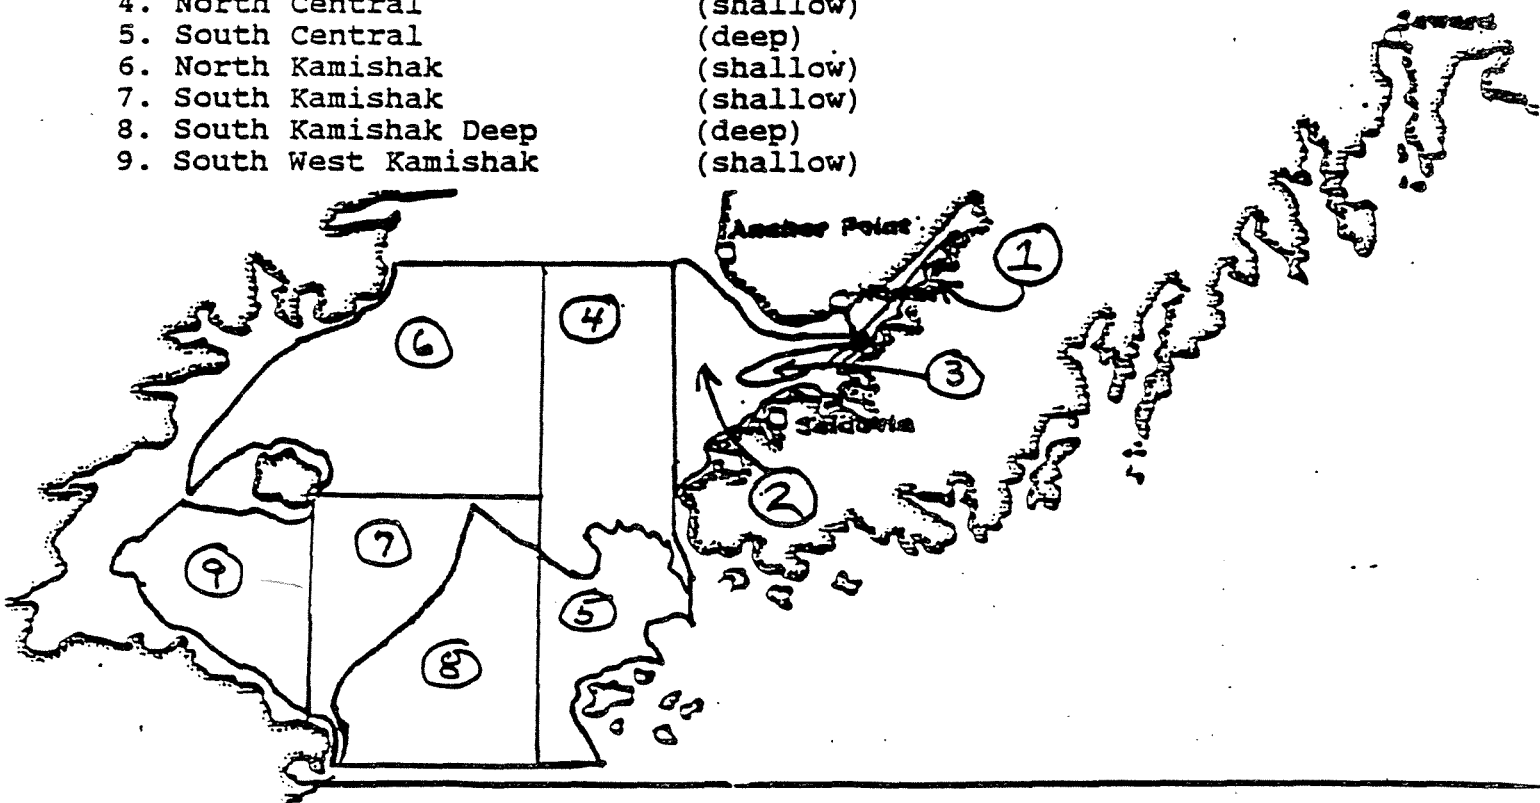 4. North Central (shallow)
5. South Central (deep)
6. North Kamishak (shallow)
7. South Kamishak (shallow)
8. South Kamishak Deep (deep)
9. South West Kamishak (shallow)
Seward
Anchor Point
1
Homer
4
6
3
Seldovia
2
7
9
5
8